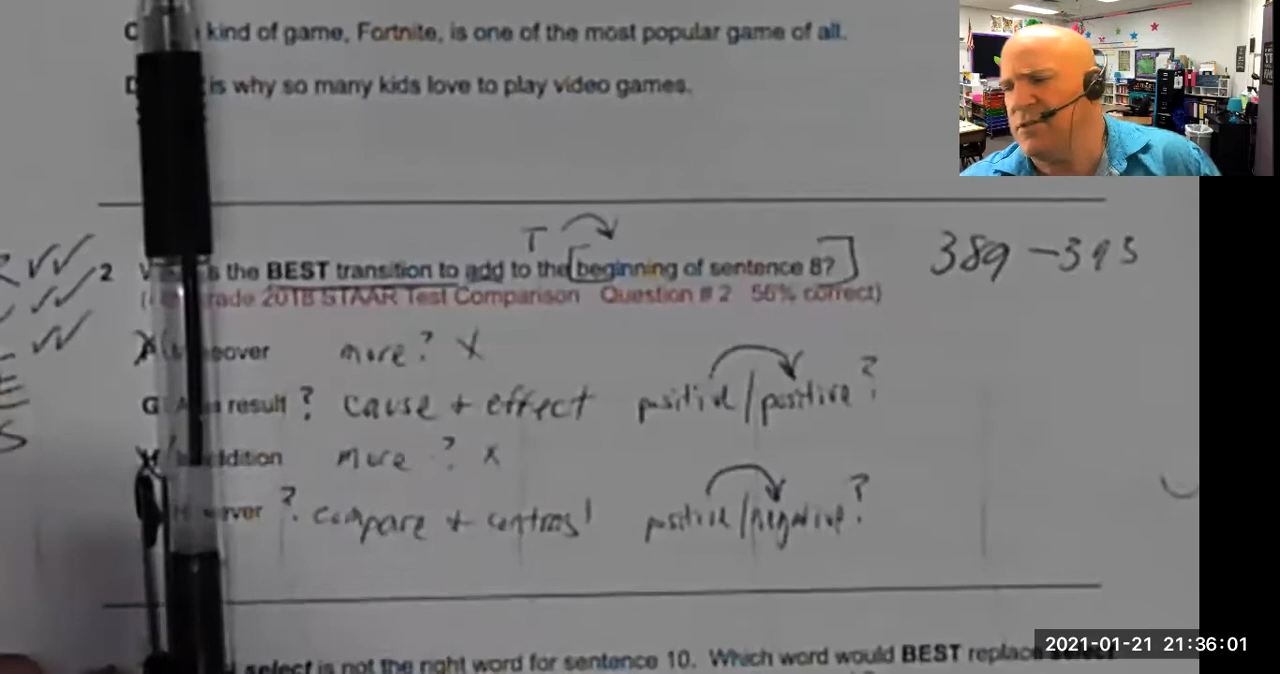 kind of game, Fortnite, is one of the most popular game of all.
is why so many kids love to play video games.
T
2 s the BEST transition to add to the beginning of sentence 8? 389-393
rade 2018 STAAR Test Comparison Question # 2 56% correct)
eover more? X
G result ? cause + effect positive/positive?
ddition more ? x
ever ? compare + contrast positive/negative?
select is not the right word for sentence 10. Which word would BEST replace
2021-01-21 21:36:01